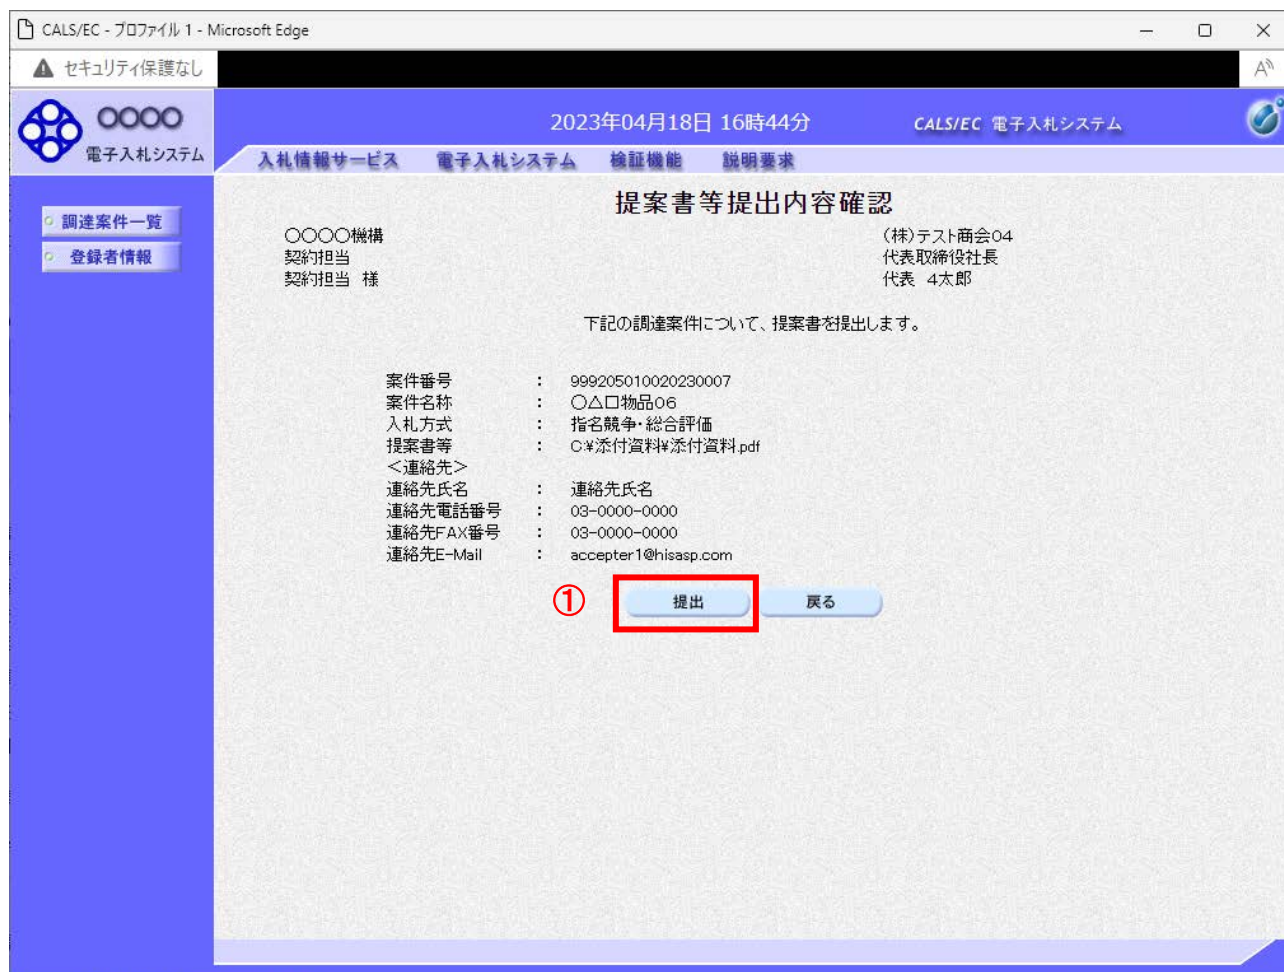 CALS/EC - プロファイル 1 - Microsoft Edge
セキュリティ保護なし
〇〇〇〇
電子入札システム
2023年04月18日 16時44分
CALS/EC 電子入札システム
入札情報サービス 電子入札システム 検証機能 説明要求
調達案件一覧
登録者情報
提案書等提出内容確認
〇〇〇〇機構
契約担当
契約担当 様
(株)テスト商会04
代表取締役社長
代表 4太郎
下記の調達案件について、提案書を提出します。
案件番号 : 999205010020230007
案件名称 : 〇△口物品06
入札方式 : 指名競争・総合評価
提案書等 : C:¥添付資料¥添付資料.pdf
<連絡先>
連絡先氏名 : 連絡先氏名
連絡先電話番号 : 03-0000-0000
連絡先FAX番号 : 03-0000-0000
連絡先E-Mail : accepter1@hisasp.com
① 提出 戻る